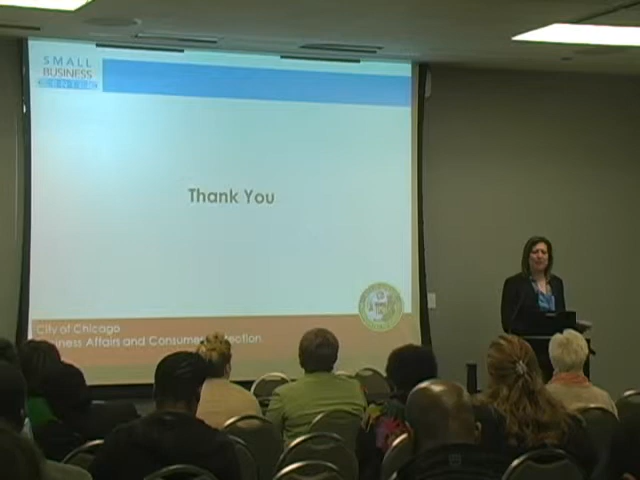 SMALL
BUSINESS
CENTER
Thank You
City of Chicago
Business Affairs and Consumer Protection